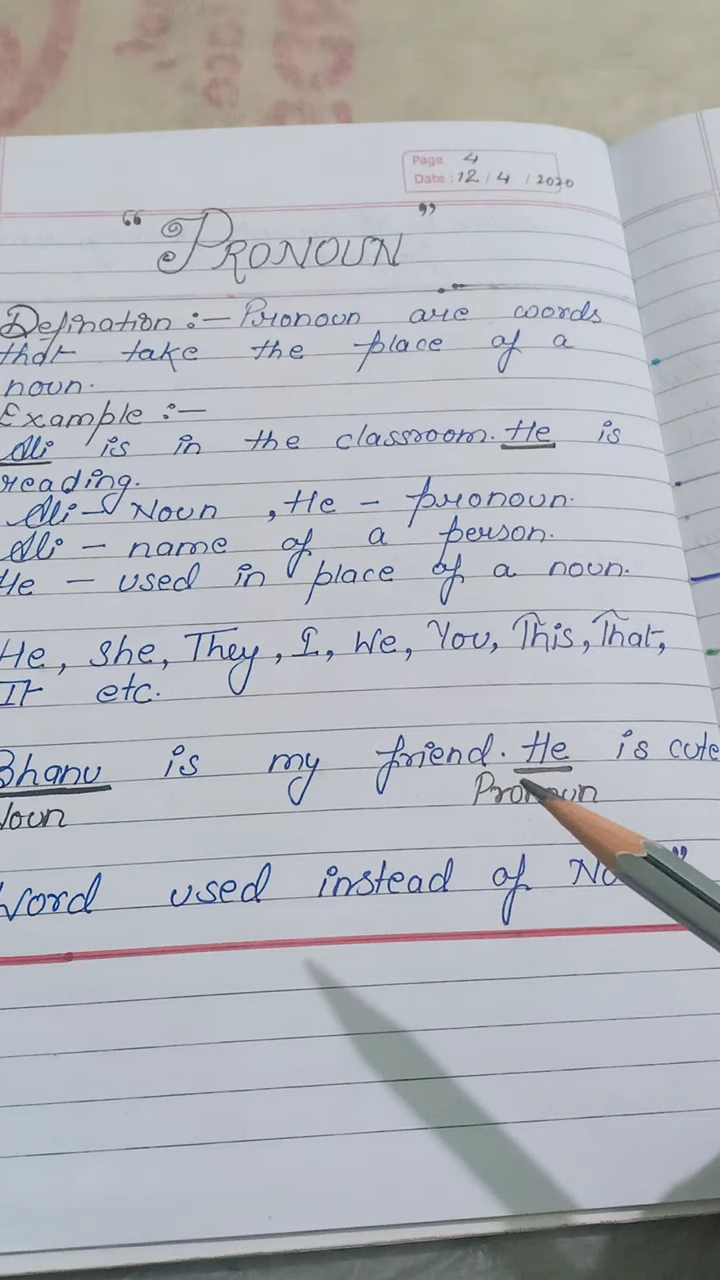 Page 4
Date : 12 / 4 / 2020
" PRONOUN "
Defination :- Pronoun are words
that take the place of a
noun.
Example :-
Ali is in the classroom. He is
reading.
Ali - Noun , He - pronoun.
Ali - name of a person.
He - used in place of a noun.
He, She, They, I, We, You, This, That,
It etc.
Bhanu is my friend. He is cute
Noun Pronoun
Word used instead of